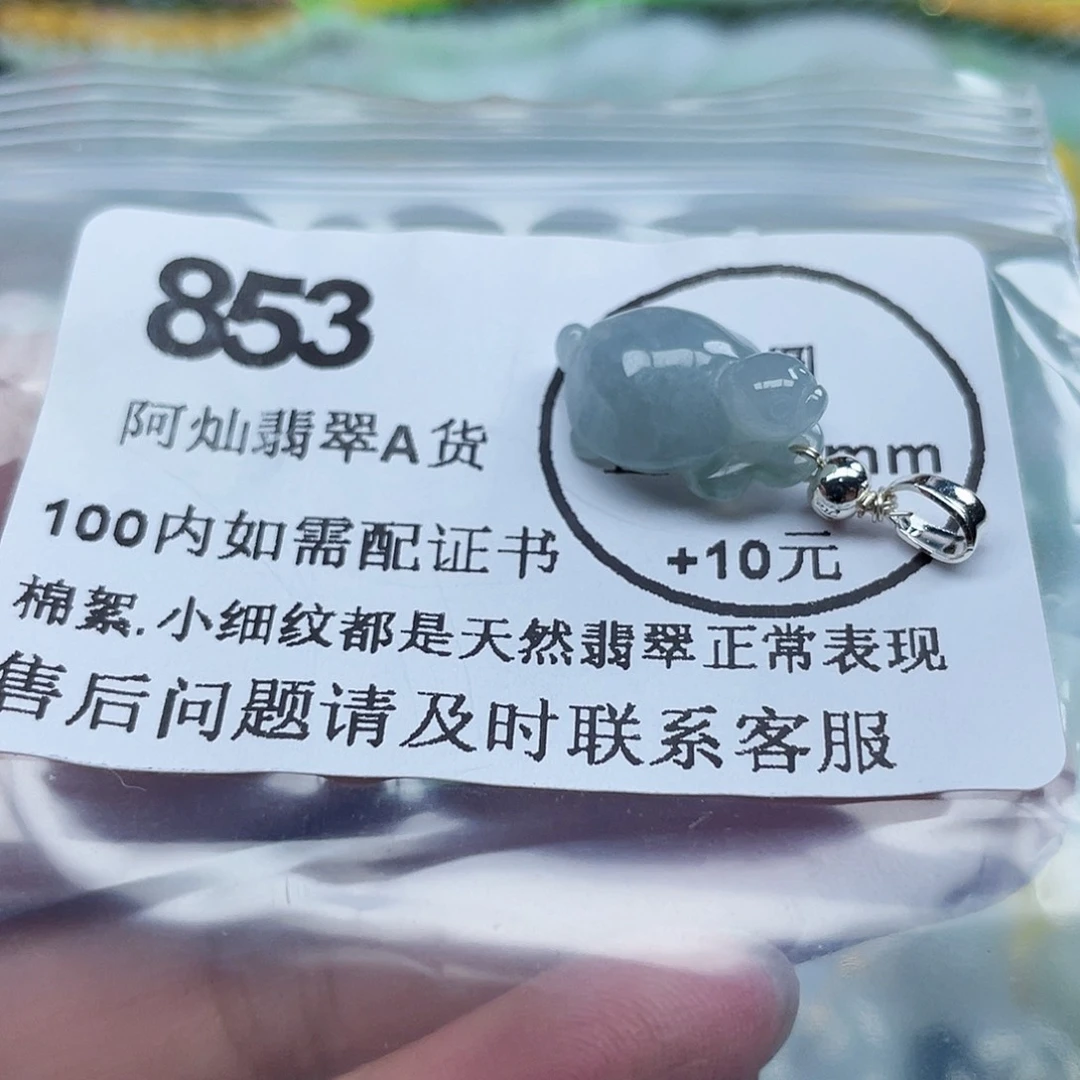 853
阿灿翡翠A货
mm
100内如需配证书
+10元
棉絮.小细纹都是天然翡翠正常表现
售后问题请及时联系客服